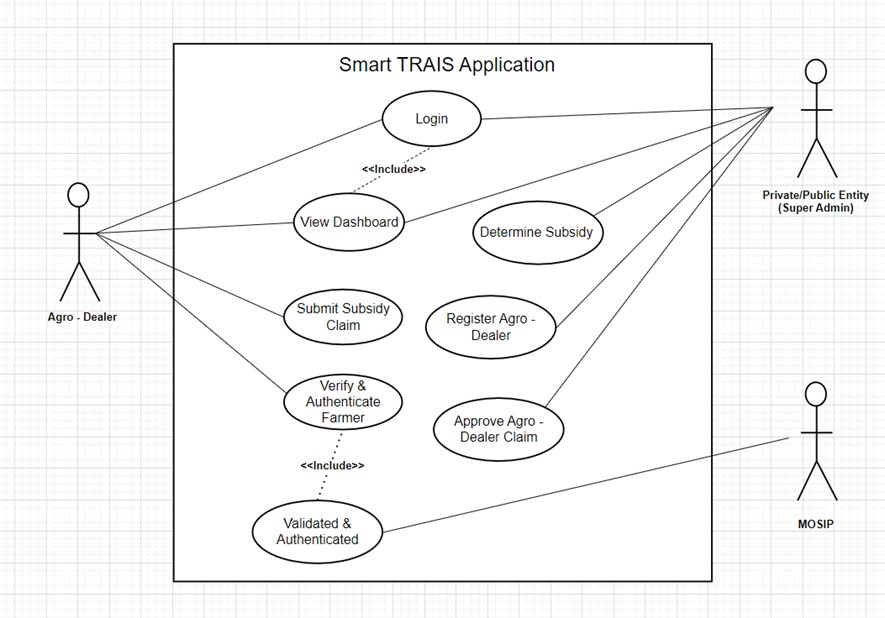 Smart TRAIS Application
Login
<<Include>>
View Dashboard
Determine Subsidy
Submit Subsidy
Claim
Register Agro -
Dealer
Verify &
Authenticate
Farmer
Approve Agro -
Dealer Claim
<<Include>>
Validated &
Authenticated
Agro - Dealer
Private/Public Entity
(Super Admin)
MOSIP